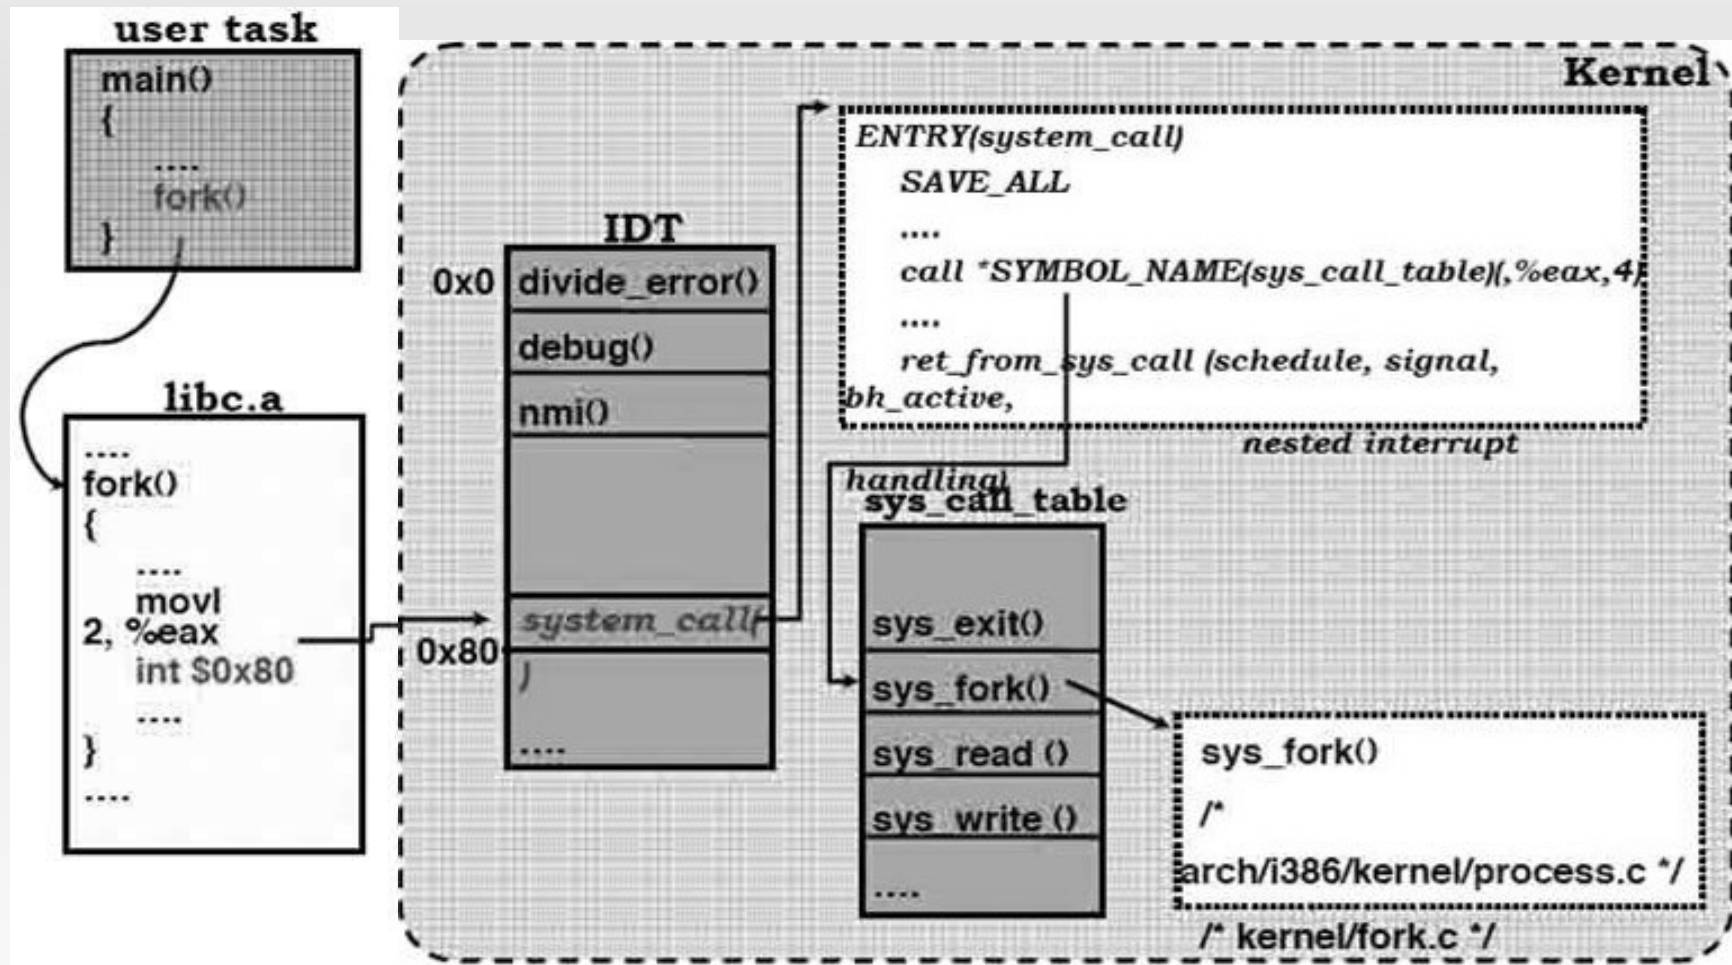 user task
main()
{
....
fork()
}
libc.a
....
fork()
{
....
movl
2, %eax
int $0x80
....
}
....
Kernel
IDT
0x0
divide_error()
debug()
nmi()
system_call(
0x80
)
....
ENTRY(system_call)
SAVE_ALL
....
call *SYMBOL_NAME(sys_call_table)(,%eax,4)
....
ret_from_sys_call (schedule, signal,
bh_active,
nested interrupt
handling)
sys_call_table
sys_exit()
sys_fork()
sys_read ()
sys_write ()
....
sys_fork()
/*
arch/i386/kernel/process.c */
/* kernel/fork.c */